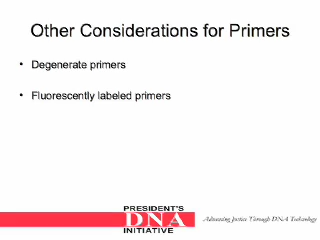 Other Considerations for Primers
• Degenerate primers
• Fluorescently labeled primers
PRESIDENT'S
DNA
INITIATIVE
Advancing Justice Through DNA Technology